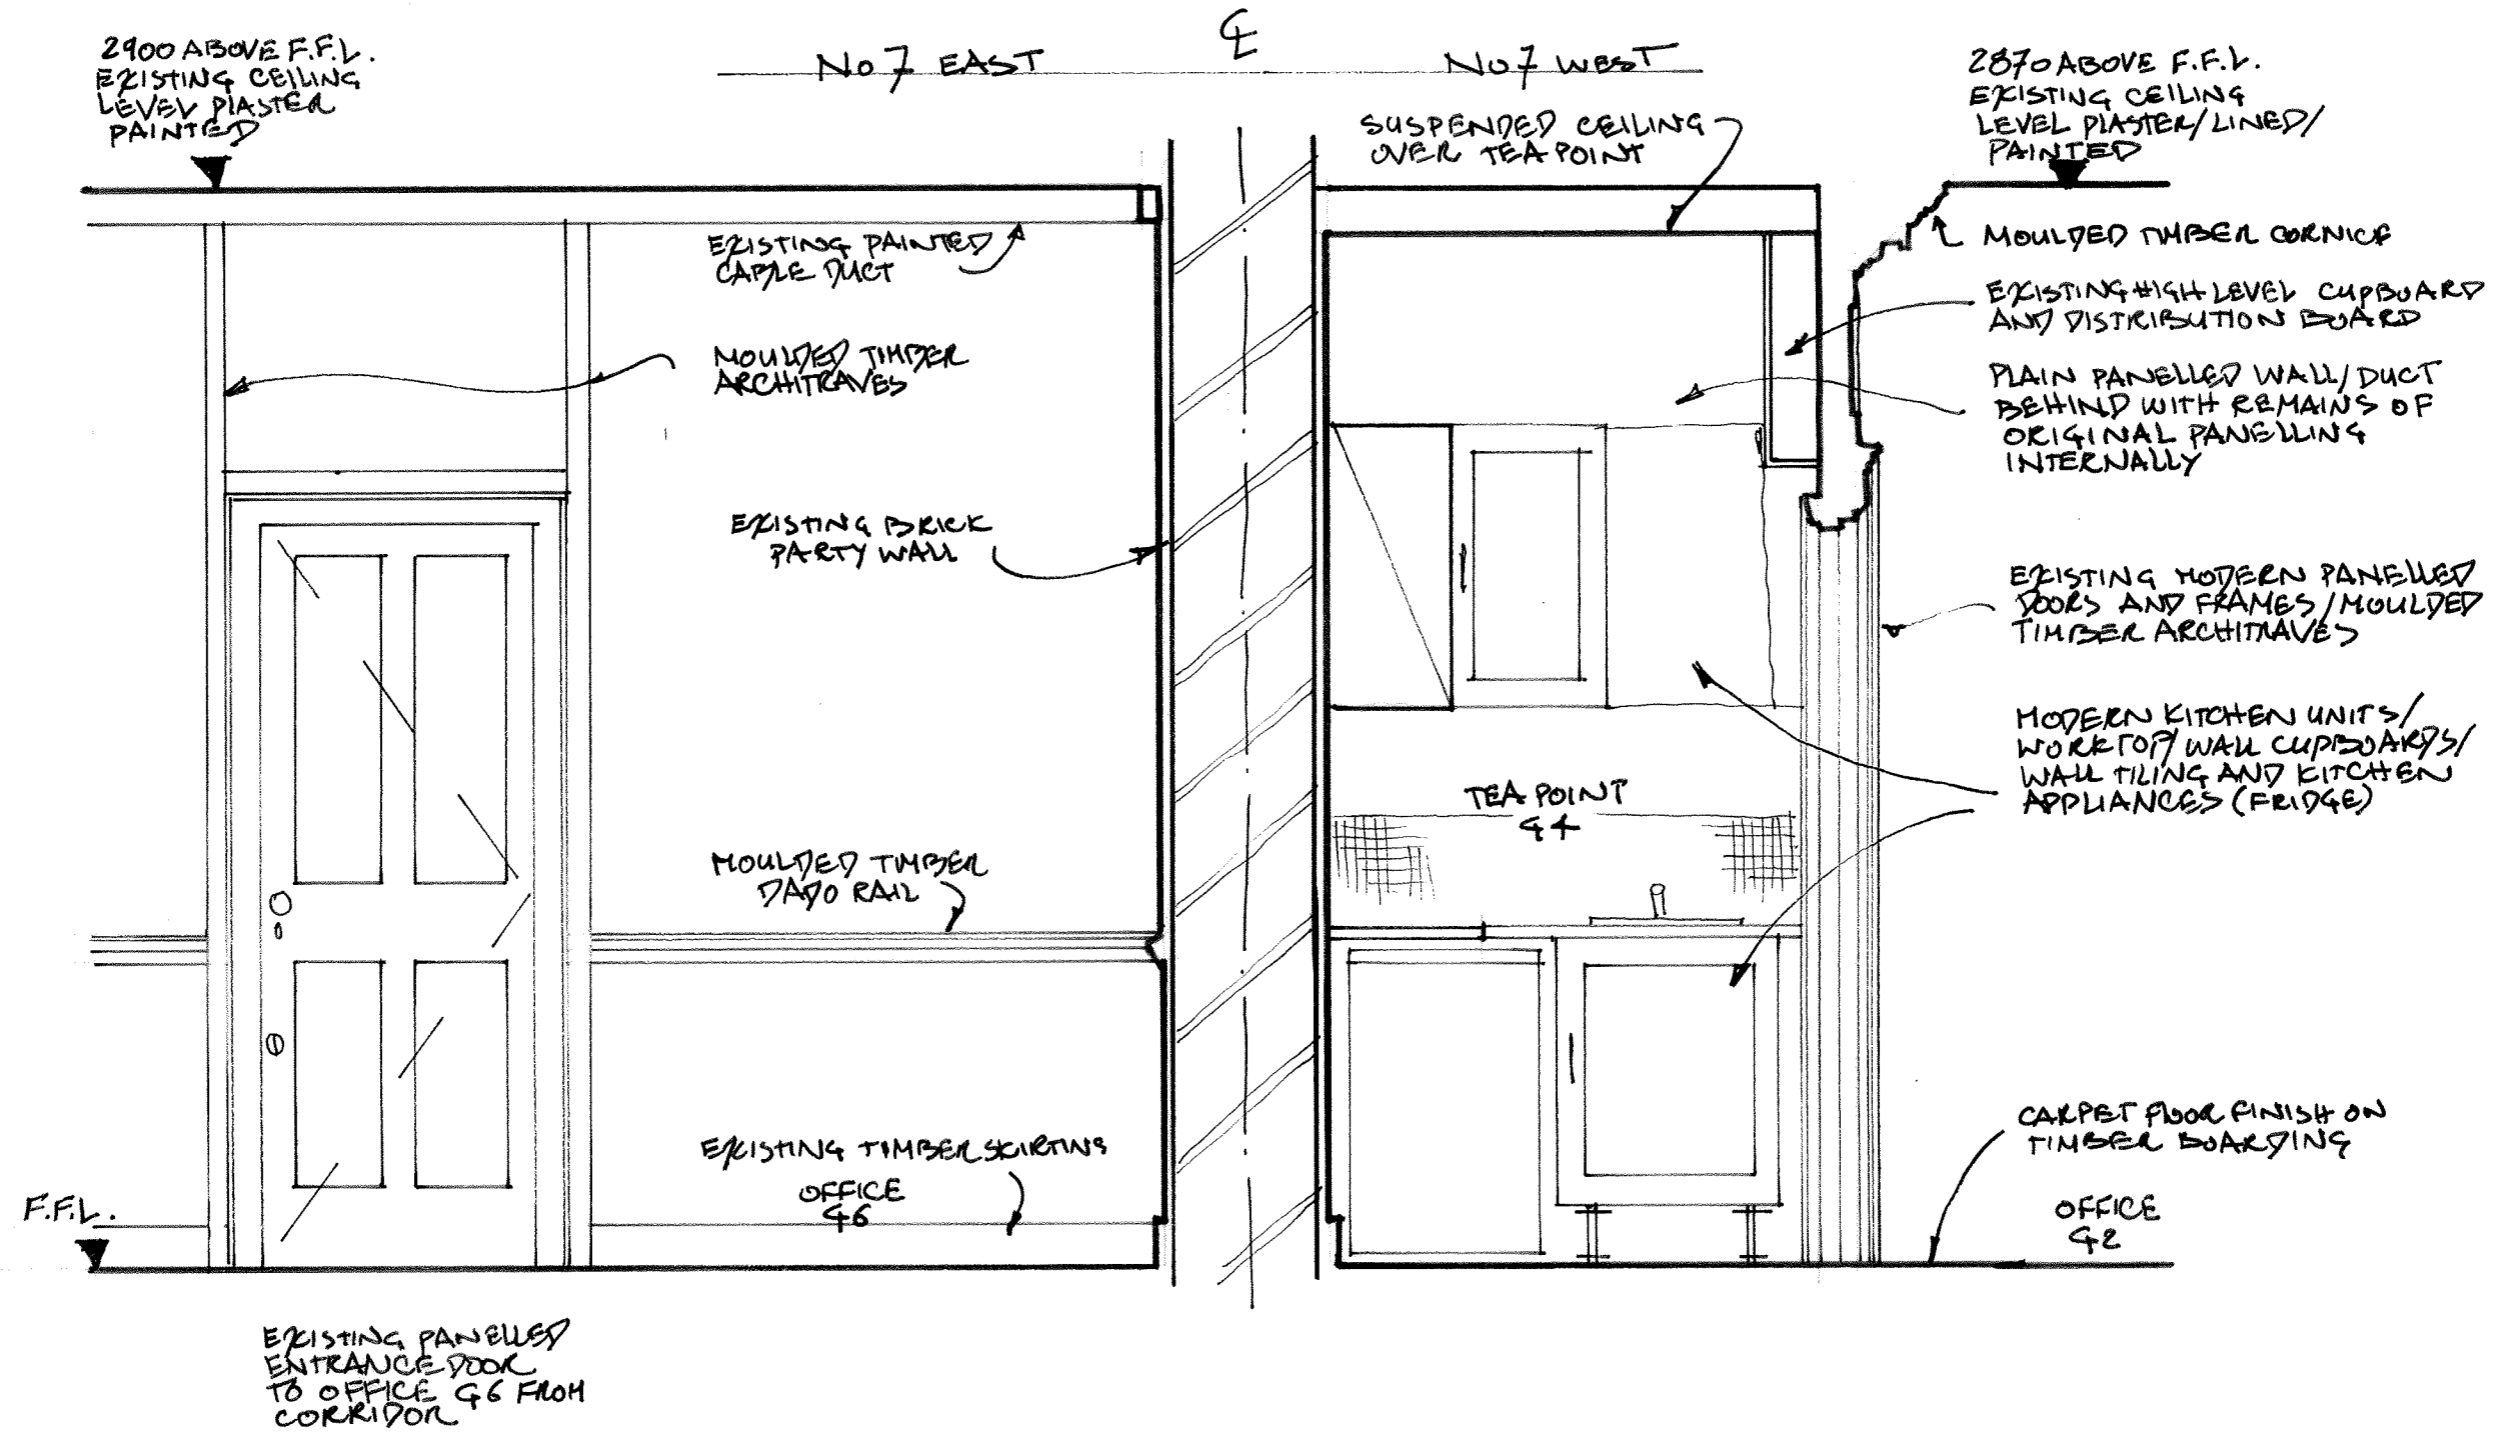 ℄
No 7 EAST
No 7 WEST
2900 ABOVE F.F.L.
EXISTING CEILING
LEVEL PLASTER
PAINTED
SUSPENDED CEILING
OVER TEA POINT
2870 ABOVE F.F.L.
EXISTING CEILING
LEVEL PLASTER/LINED/
PAINTED
EXISTING PAINTED
CABLE DUCT
MOULDED TIMBER CORNICE
EXISTING HIGH LEVEL CUPBOARD
AND DISTRIBUTION BOARD
MOULDED TIMBER
ARCHITRAVES
PLAIN PANELLED WALL/DUCT
BEHIND WITH REMAINS OF
ORIGINAL PANELLING
INTERNALLY
EXISTING BRICK
PARTY WALL
EXISTING MODERN PANELLED
DOORS AND FRAMES/MOULDED
TIMBER ARCHITRAVES
MODERN KITCHEN UNITS/
WORKTOP/WALL CUPBOARDS/
WALL TILING AND KITCHEN
APPLIANCES (FRIDGE)
TEA POINT
G4
MOULDED TIMBER
DADO RAIL
EXISTING TIMBER SKIRTING
OFFICE
G6
CARPET FLOOR FINISH ON
TIMBER BOARDING
OFFICE
G2
F.F.L.
EXISTING PANELLED
ENTRANCE DOOR
TO OFFICE G6 FROM
CORRIDOR